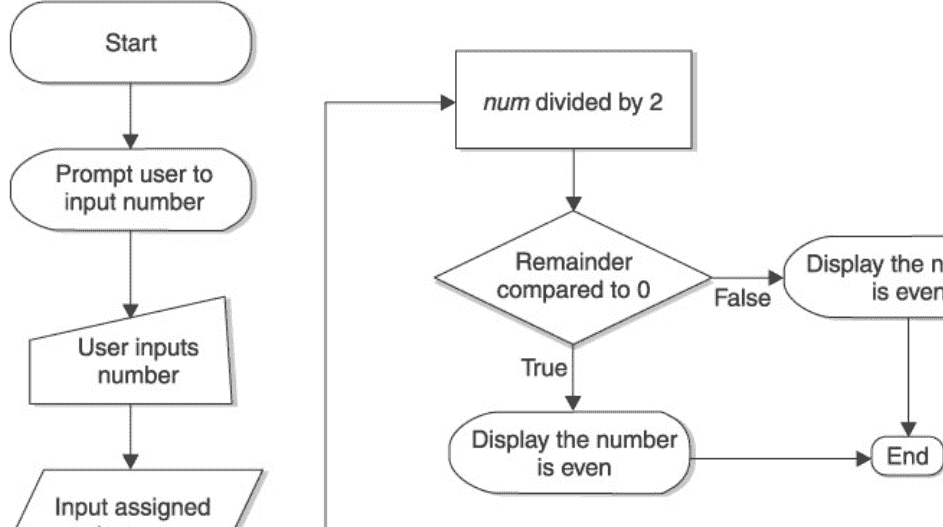 Start
Prompt user to
input number
User inputs
number
Input assigned
num divided by 2
Remainder
compared to 0
False
True
Display the
is even
Display the number
is even
End